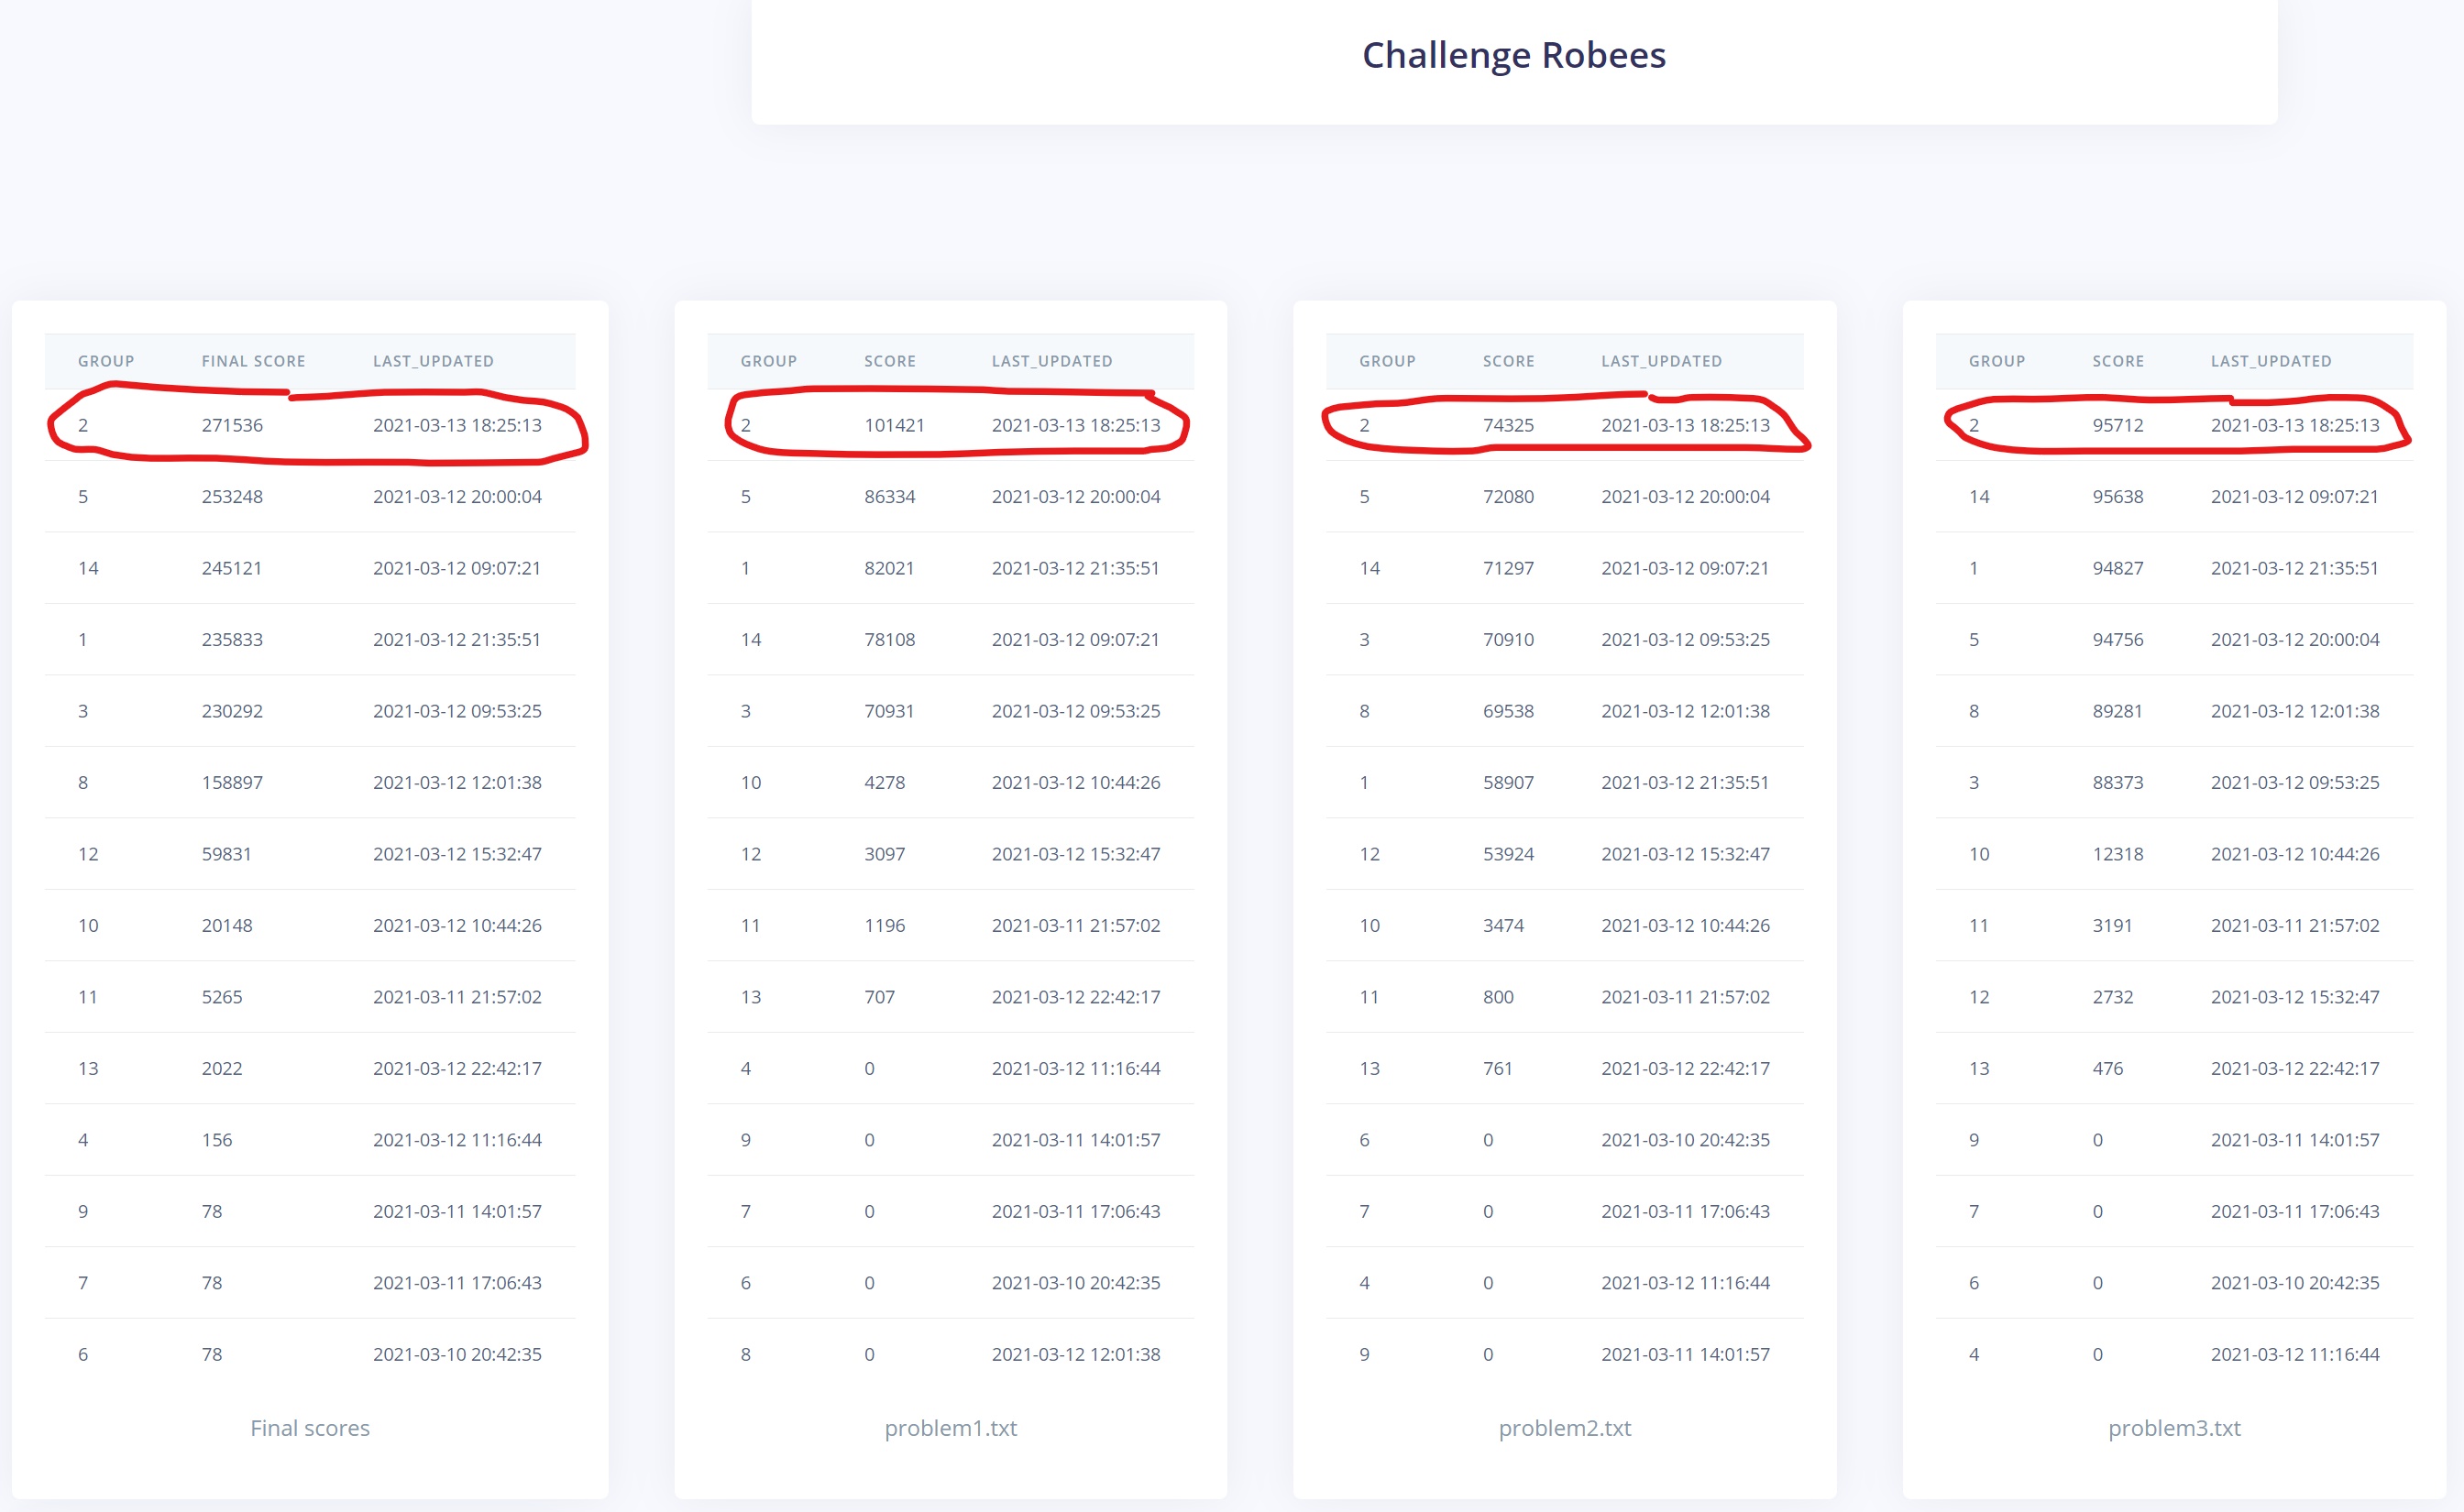 Challenge Robees
GROUP FINAL SCORE LAST_UPDATED
2 271536 2021-03-13 18:25:13
5 253248 2021-03-12 20:00:04
14 245121 2021-03-12 09:07:21
1 235833 2021-03-12 21:35:51
3 230292 2021-03-12 09:53:25
8 158897 2021-03-12 12:01:38
12 59831 2021-03-12 15:32:47
10 20148 2021-03-12 10:44:26
11 5265 2021-03-11 21:57:02
13 2022 2021-03-12 22:42:17
4 156 2021-03-12 11:16:44
9 78 2021-03-11 14:01:57
7 78 2021-03-11 17:06:43
6 78 2021-03-10 20:42:35
Final scores
GROUP SCORE LAST_UPDATED
2 101421 2021-03-13 18:25:13
5 86334 2021-03-12 20:00:04
1 82021 2021-03-12 21:35:51
14 78108 2021-03-12 09:07:21
3 70931 2021-03-12 09:53:25
10 4278 2021-03-12 10:44:26
12 3097 2021-03-12 15:32:47
11 1196 2021-03-11 21:57:02
13 707 2021-03-12 22:42:17
4 0 2021-03-12 11:16:44
9 0 2021-03-11 14:01:57
7 0 2021-03-11 17:06:43
6 0 2021-03-10 20:42:35
8 0 2021-03-12 12:01:38
problem1.txt
GROUP SCORE LAST_UPDATED
2 74325 2021-03-13 18:25:13
5 72080 2021-03-12 20:00:04
14 71297 2021-03-12 09:07:21
3 70910 2021-03-12 09:53:25
8 69538 2021-03-12 12:01:38
1 58907 2021-03-12 21:35:51
12 53924 2021-03-12 15:32:47
10 3474 2021-03-12 10:44:26
11 800 2021-03-11 21:57:02
13 761 2021-03-12 22:42:17
6 0 2021-03-10 20:42:35
7 0 2021-03-11 17:06:43
4 0 2021-03-12 11:16:44
9 0 2021-03-11 14:01:57
problem2.txt
GROUP SCORE LAST_UPDATED
2 95712 2021-03-13 18:25:13
14 95638 2021-03-12 09:07:21
1 94827 2021-03-12 21:35:51
5 94756 2021-03-12 20:00:04
8 89281 2021-03-12 12:01:38
3 88373 2021-03-12 09:53:25
10 12318 2021-03-12 10:44:26
11 3191 2021-03-11 21:57:02
12 2732 2021-03-12 15:32:47
13 476 2021-03-12 22:42:17
9 0 2021-03-11 14:01:57
7 0 2021-03-11 17:06:43
6 0 2021-03-10 20:42:35
4 0 2021-03-12 11:16:44
problem3.txt